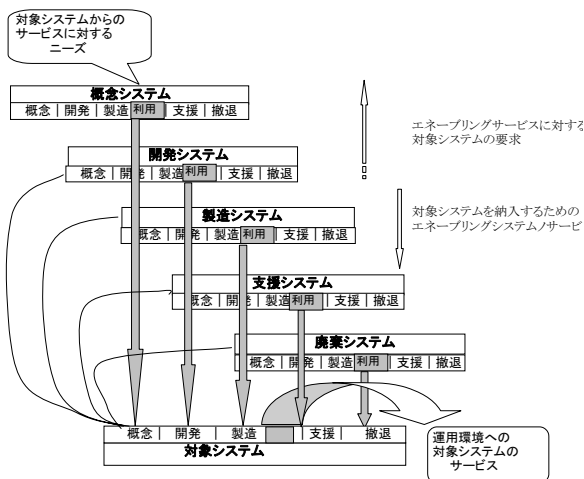 対象システムからの
サービスに対する
ニーズ
概念システム
概念 | 開発 | 製造 利用 | 支援 | 撤退
エネーブリングサービスに対する
対象システムの要求
開発システム
概念 | 開発 | 製造 利用 | 支援 | 撤退
製造システム
概念 | 開発 | 製造 利用 | 支援 | 撤退
対象システムを納入するための
エネーブリングシステムノサービ
支援システム
概念 | 開発 | 製造 利用 | 支援 | 撤退
廃棄システム
概念 | 開発 | 製造 利用 | 支援 | 撤退
概念 | 開発 | 製造 | 支援 | 撤退
対象システム
運用環境への
対象システムの
サービス